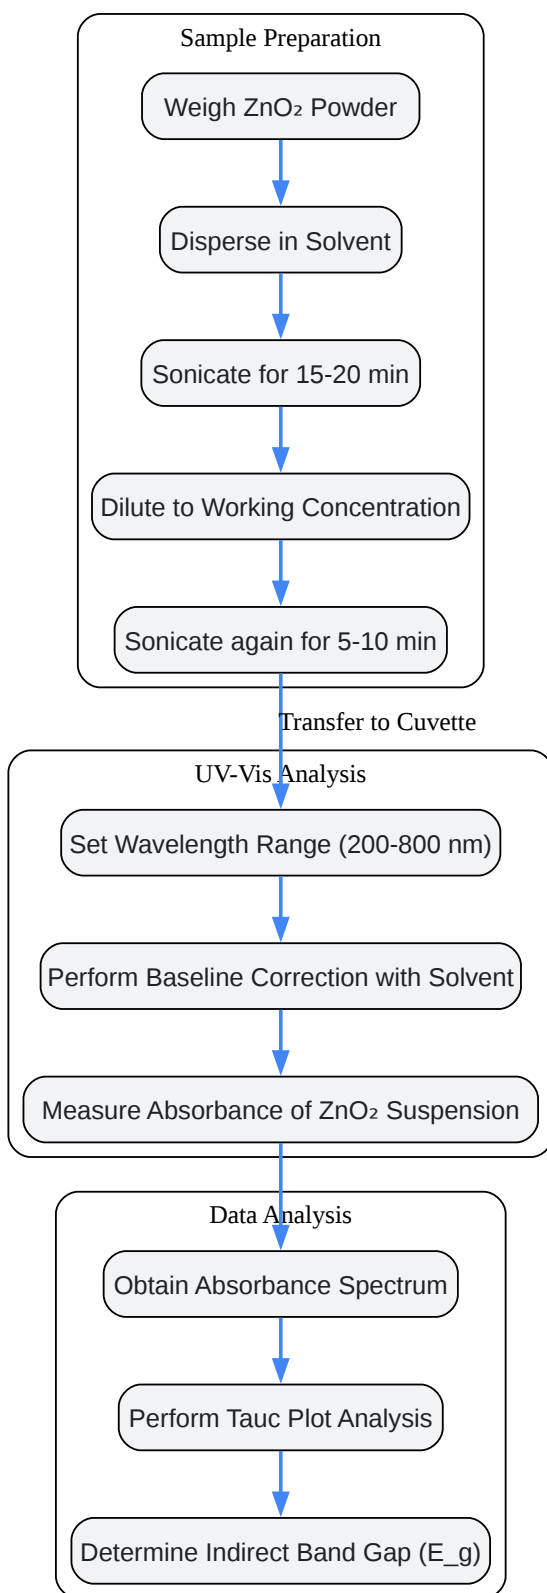 Sample Preparation
Weigh ZnO₂ Powder
Disperse in Solvent
Sonicate for 15-20 min
Dilute to Working Concentration
Sonicate again for 5-10 min
Transfer to Cuvette
UV-Vis Analysis
Set Wavelength Range (200-800 nm)
Perform Baseline Correction with Solvent
Measure Absorbance of ZnO₂ Suspension
Data Analysis
Obtain Absorbance Spectrum
Perform Tauc Plot Analysis
Determine Indirect Band Gap (E_g)